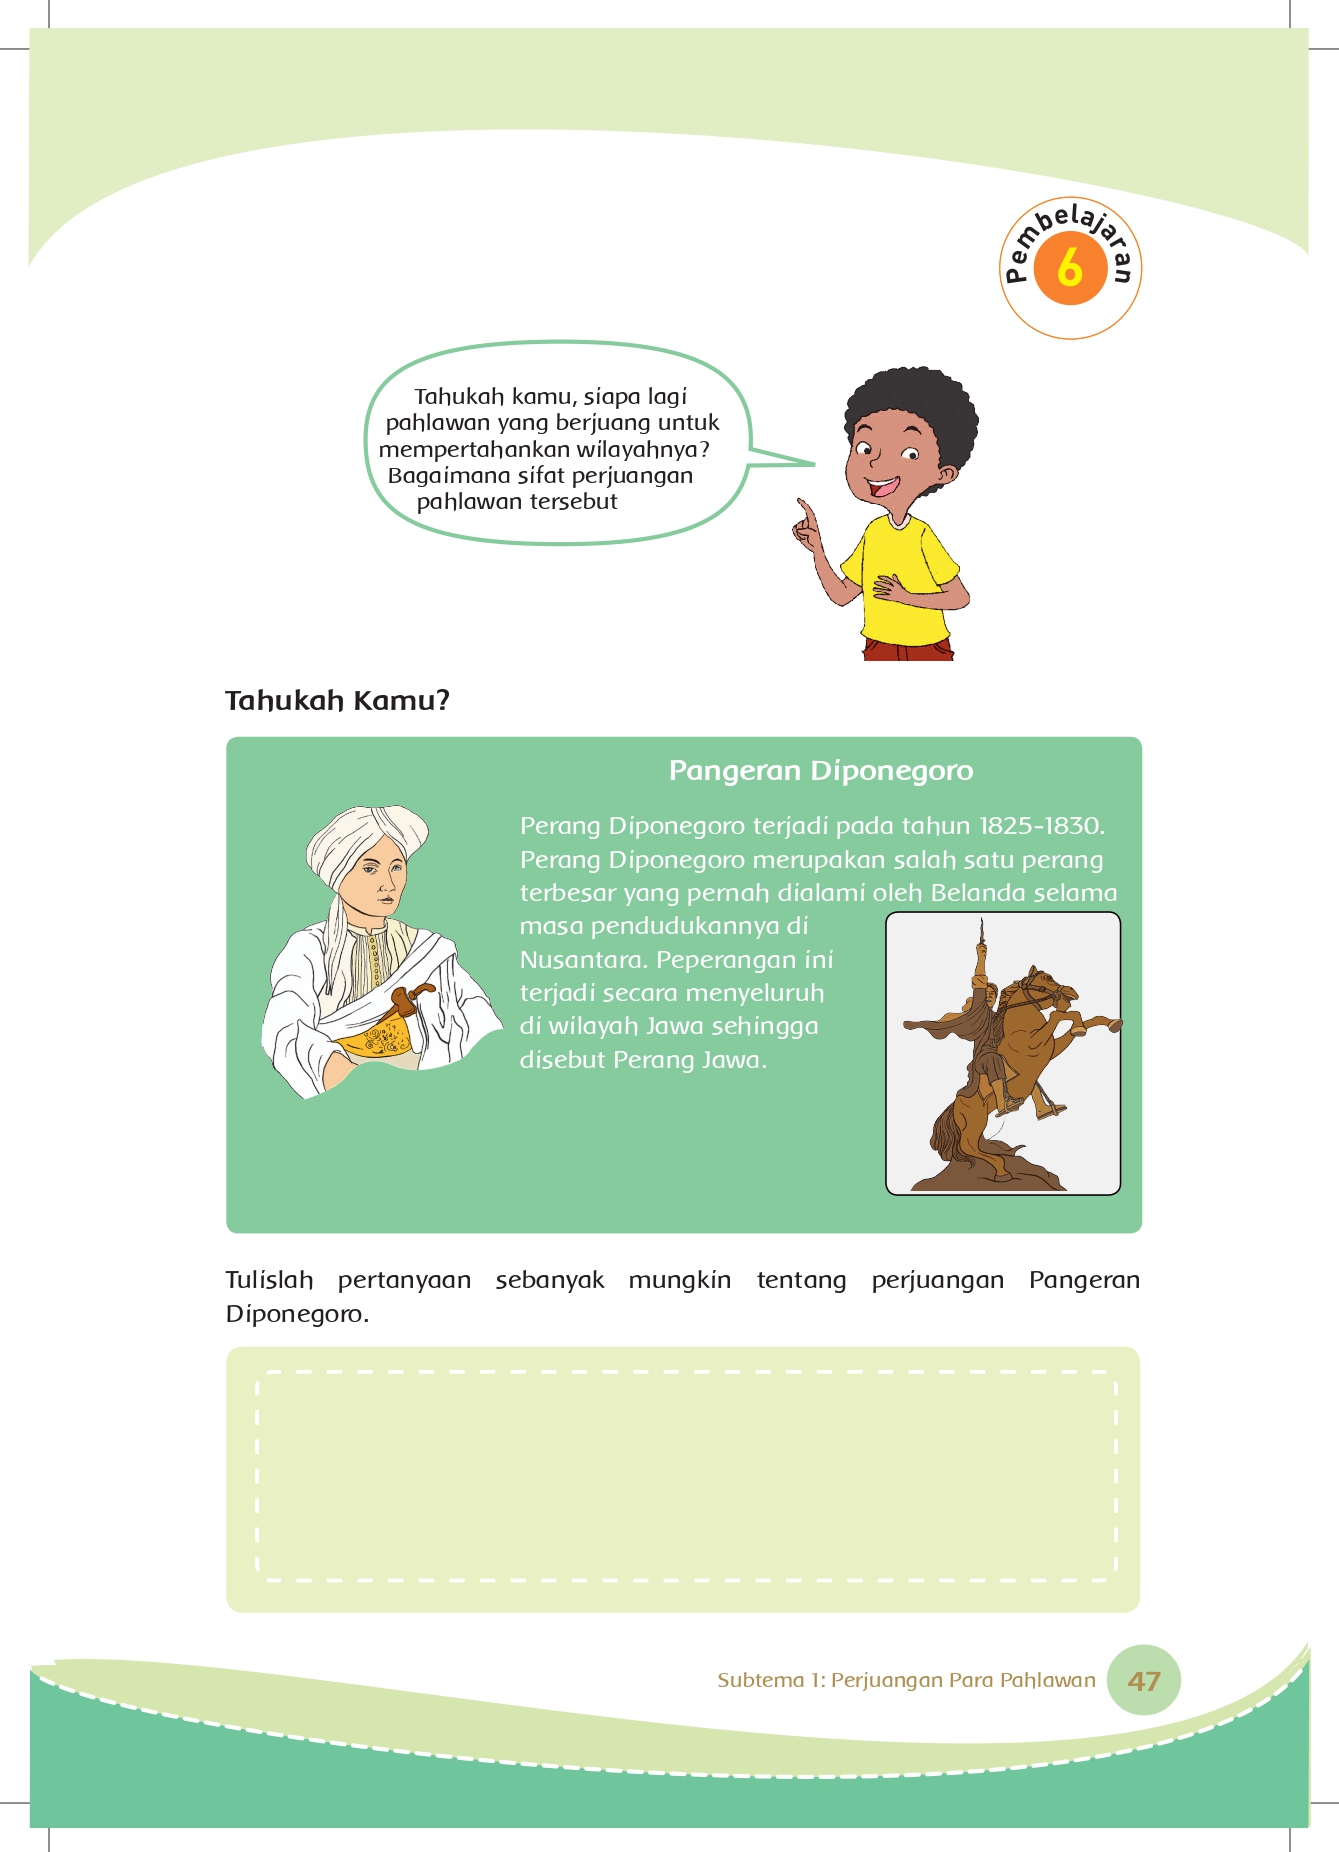 Pembelajaran
6
Tahukah kamu, siapa lagi
pahlawan yang berjuang untuk
mempertahankan wilayahnya?
Bagaimana sifat perjuangan
pahlawan tersebut
Tahukah Kamu?
Pangeran Diponegoro
Perang Diponegoro terjadi pada tahun 1825-1830.
Perang Diponegoro merupakan salah satu perang
terbesar yang pernah dialami oleh Belanda selama
masa pendudukannya di
Nusantara. Peperangan ini
terjadi secara menyeluruh
di wilayah Jawa sehingga
disebut Perang Jawa.
Tulislah pertanyaan sebanyak mungkin tentang perjuangan Pangeran
Diponegoro.
Subtema 1: Perjuangan Para Pahlawan
47